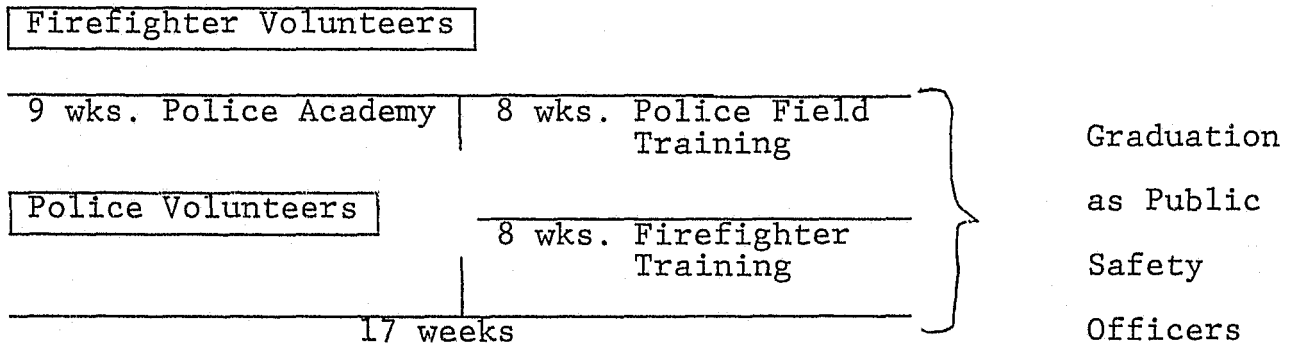 Firefighter Volunteers
9 wks. Police Academy
8 wks. Police Field
Training
Police Volunteers
8 wks. Firefighter
Training
17 weeks
Graduation
as Public
Safety
Officers